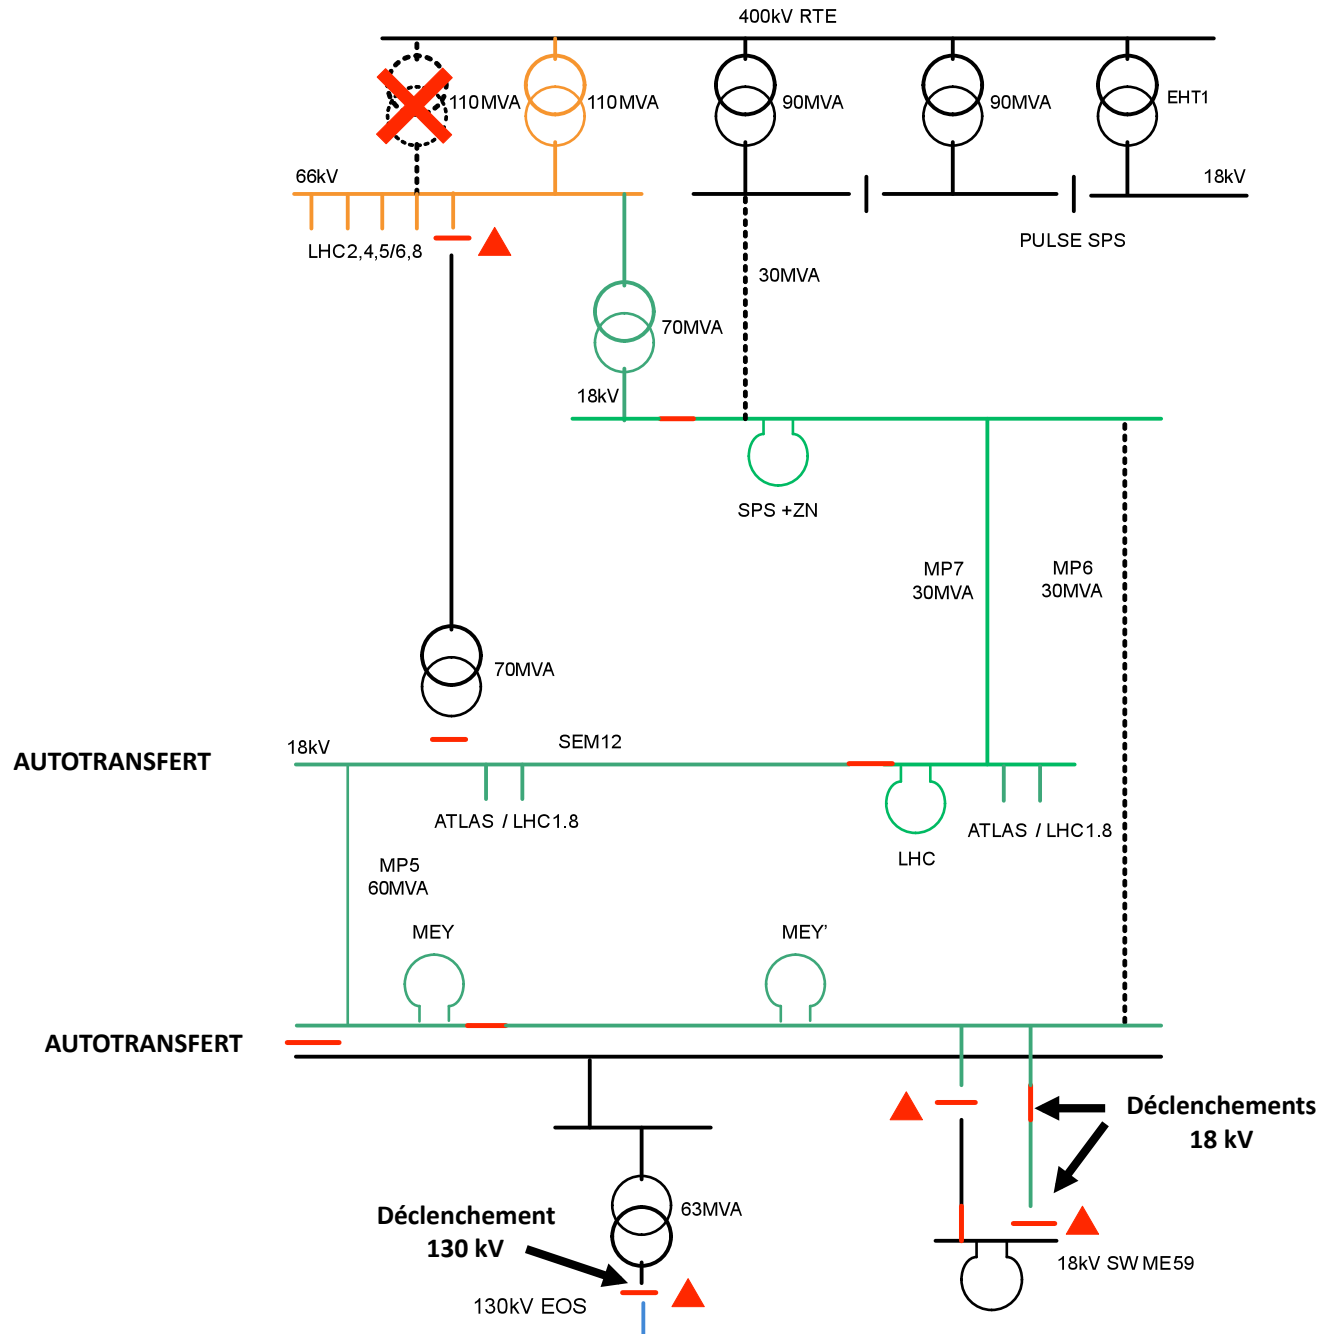 400kV RTE
110MVA
110MVA
90MVA
90MVA
EHT1
66kV
18kV
LHC2,4,5/6,8
PULSE SPS
30MVA
70MVA
18kV
SPS +ZN
MP7
30MVA
MP6
30MVA
70MVA
AUTOTRANSFERT
18kV
SEM12
ATLAS / LHC1.8
LHC
ATLAS / LHC1.8
MP5
60MVA
MEY
MEY'
AUTOTRANSFERT
Déclenchements
18 kV
63MVA
Déclenchement
130 kV
130kV EOS
18kV SW ME59